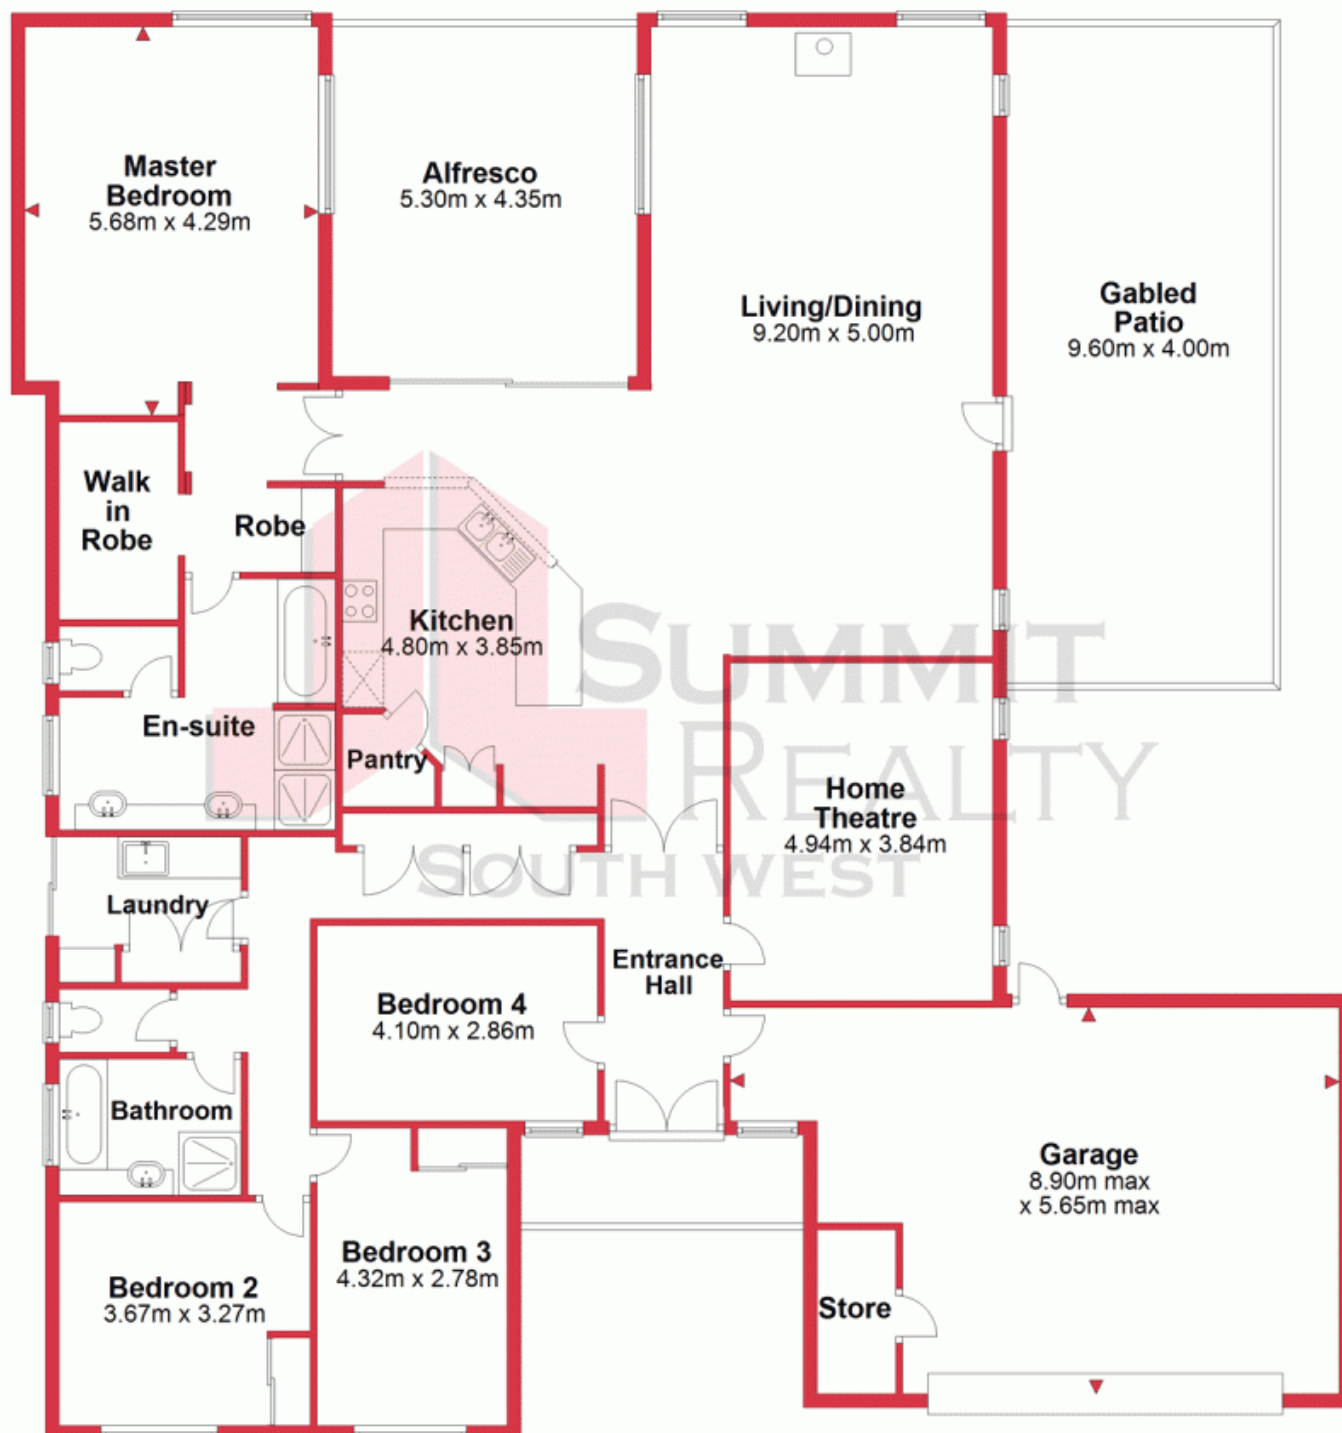 Master
Bedroom
5.68m x 4.29m
Alfresco
5.30m x 4.35m
Living/Dining
9.20m x 5.00m
Gabled
Patio
9.60m x 4.00m
Walk
in
Robe
Robe
Kitchen
4.80m x 3.85m
SUMMIT
REALTY
SOUTH WEST
En-suite
Pantry
Home
Theatre
4.94m x 3.84m
Laundry
Entrance
Hall
Bedroom 4
4.10m x 2.86m
Bathroom
Garage
8.90m max
x 5.65m max
Bedroom 3
4.32m x 2.78m
Bedroom 2
3.67m x 3.27m
Store